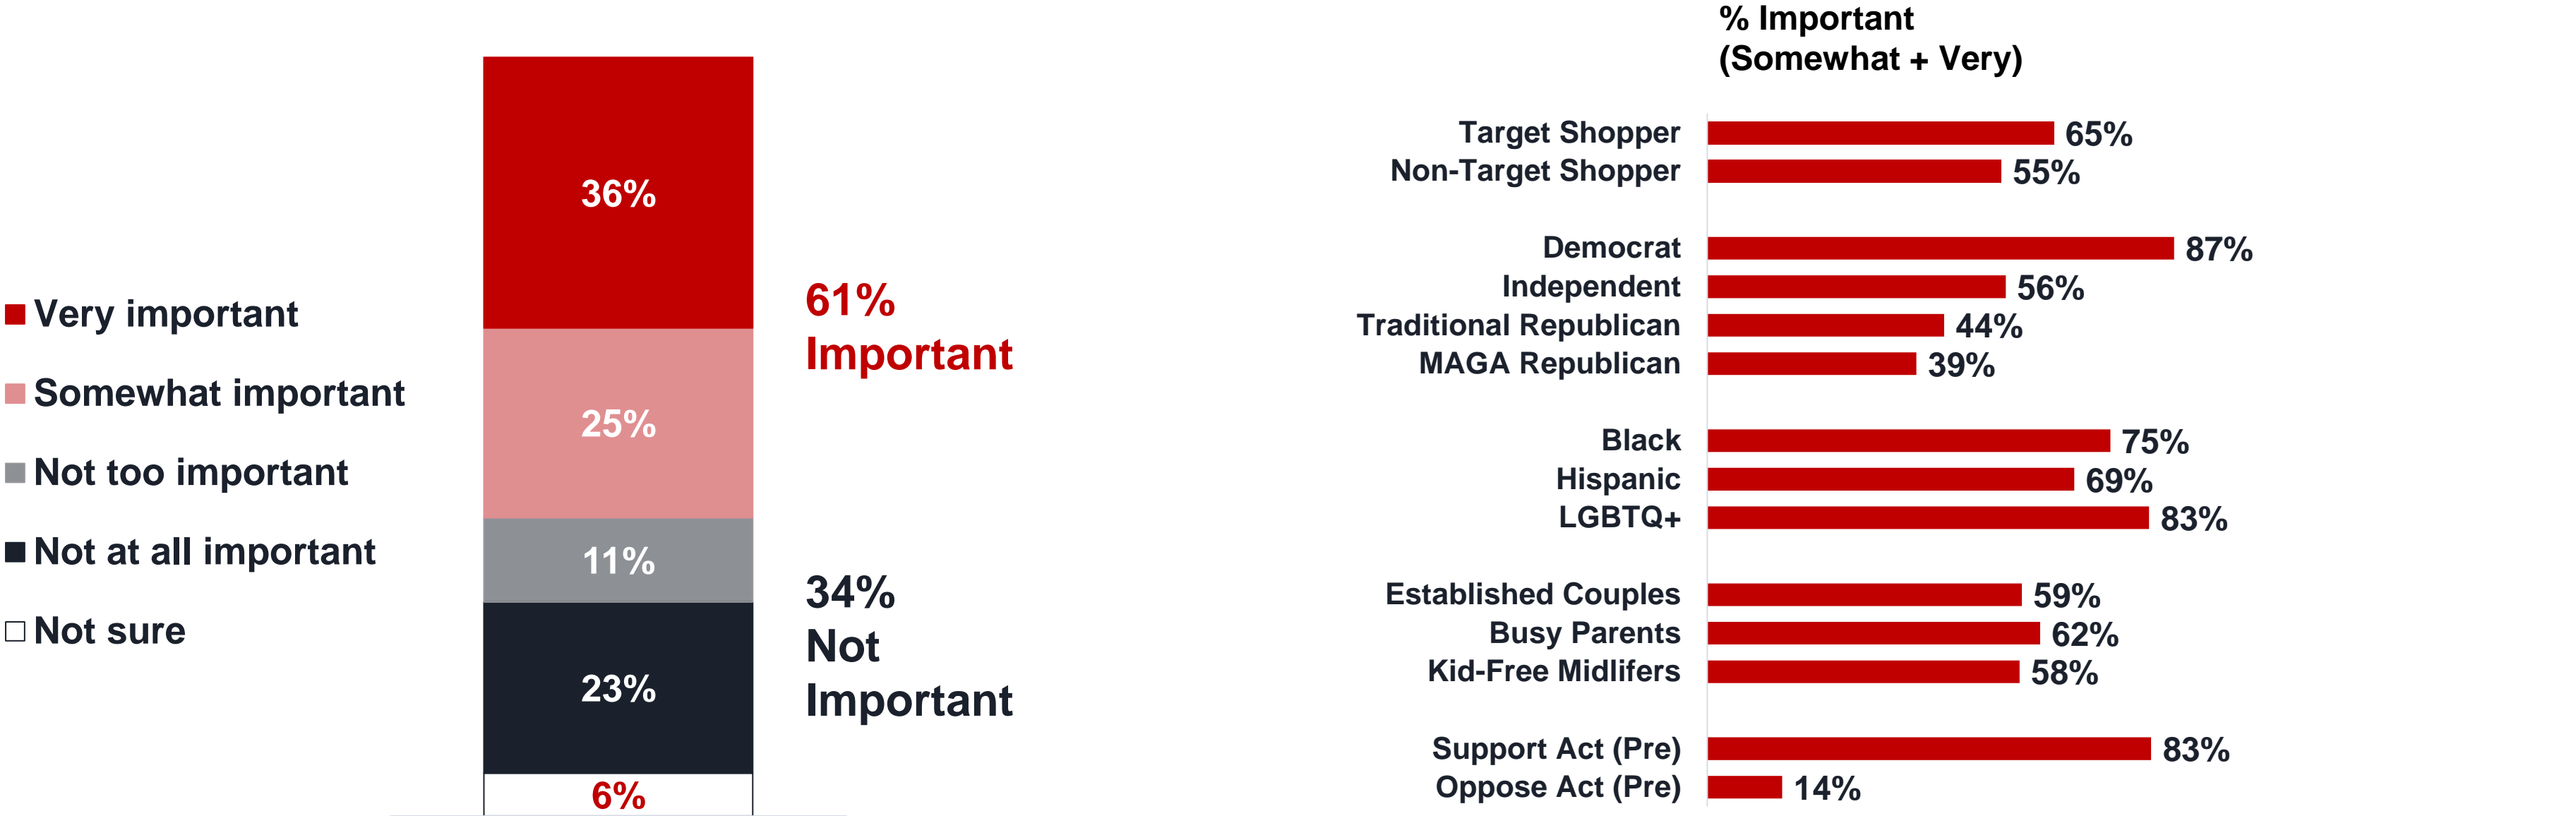 Very important
Somewhat important
Not too important
Not at all important
Not sure
36%
25%
11%
23%
6%
61%
Important
34%
Not
Important
% Important
(Somewhat + Very)
Target Shopper 65%
Non-Target Shopper 55%
Democrat 87%
Independent 56%
Traditional Republican 44%
MAGA Republican 39%
Black 75%
Hispanic 69%
LGBTQ+ 83%
Established Couples 59%
Busy Parents 62%
Kid-Free Midlifers 58%
Support Act (Pre) 83%
Oppose Act (Pre) 14%